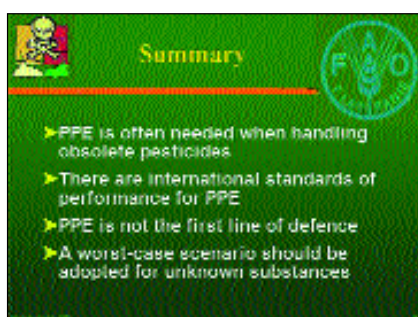 Summary
F A O
➤PPE is often needed when handling
obsolete pesticides
➤There are international standards of
performance for PPE
➤PPE is not the first line of defence
➤A worst-case scenario should be
adopted for unknown substances